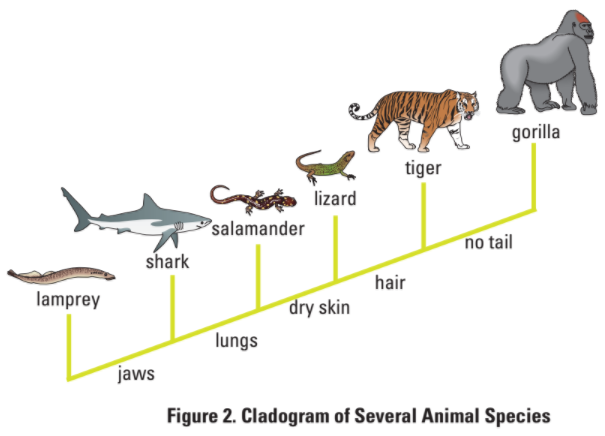 gorilla
tiger
lizard
salamander
shark
lamprey
no tail
hair
dry skin
lungs
jaws
Figure 2. Cladogram of Several Animal Species